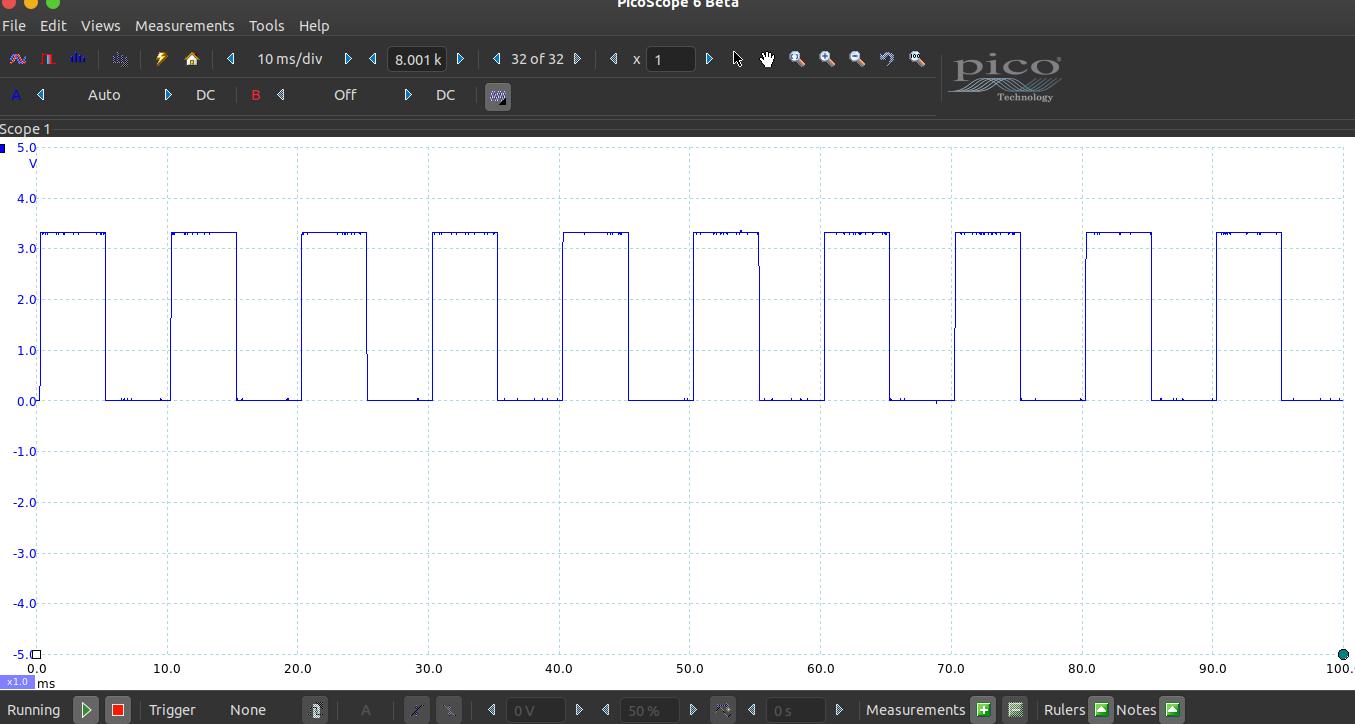 PicoScope 6 Beta
File Edit Views Measurements Tools Help
10 ms/div 8.001 k 32 of 32 x 1
A Auto DC B Off DC
pico
Technology
Scope 1
5.0
V
4.0
3.0
2.0
1.0
0.0
-1.0
-2.0
-3.0
-4.0
-5.0
0.0 10.0 20.0 30.0 40.0 50.0 60.0 70.0 80.0 90.0 100.
x1.0 ms
Running Trigger None A 0 V 50 % 0 s Measurements Rulers Notes